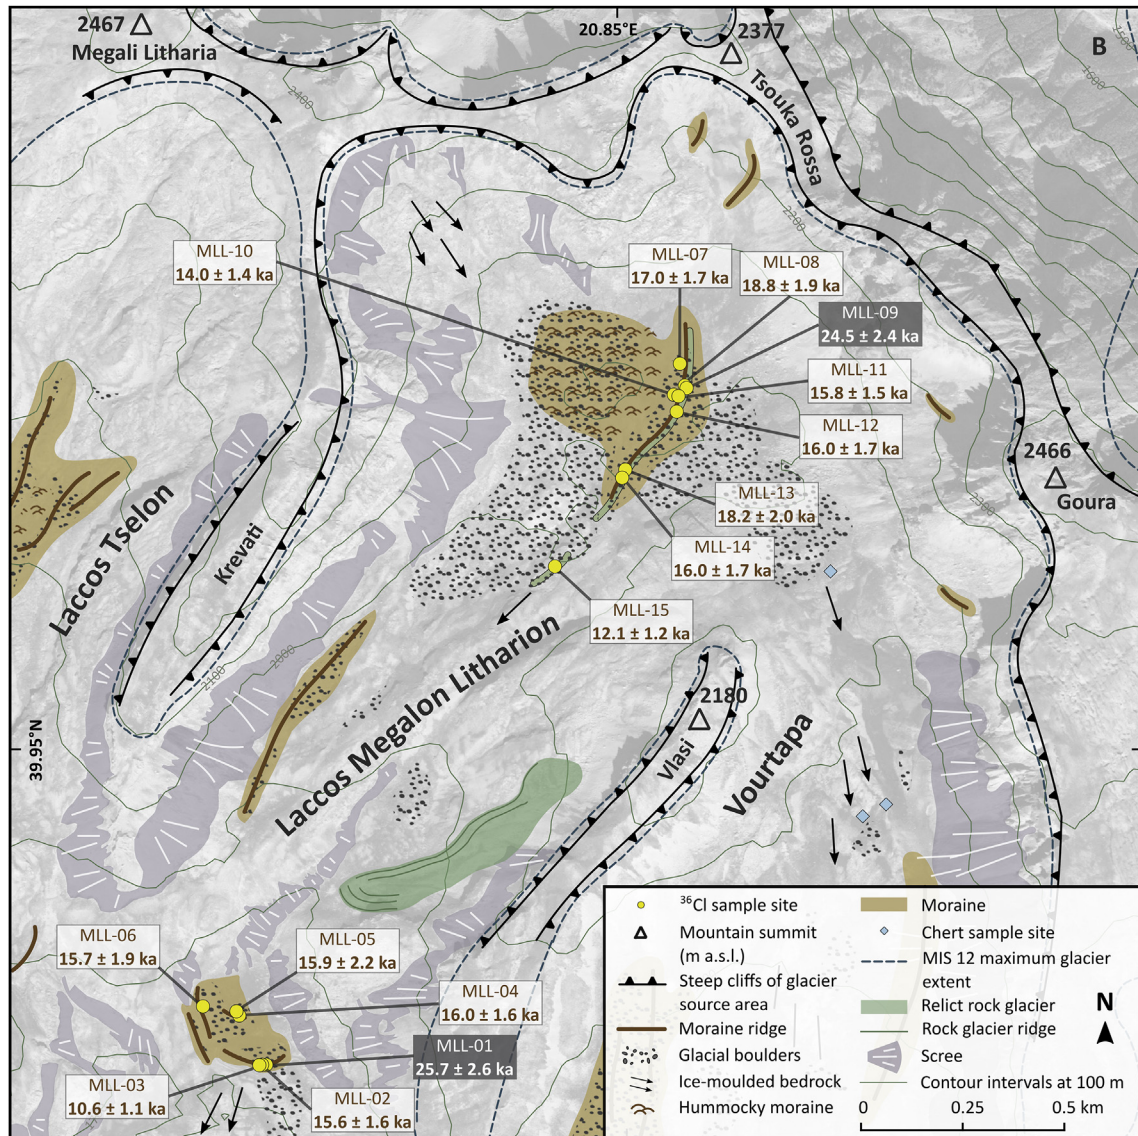 2467
Megali Litharia
20.85°E
2377
B
Tsouka Rossa
2400
1600
2200
MLL-10
14.0 ± 1.4 ka
MLL-07
17.0 ± 1.7 ka
MLL-08
18.8 ± 1.9 ka
MLL-09
24.5 ± 2.4 ka
MLL-11
15.8 ± 1.5 ka
MLL-12
16.0 ± 1.7 ka
2466
Goura
MLL-13
18.2 ± 2.0 ka
MLL-14
16.0 ± 1.7 ka
MLL-15
12.1 ± 1.2 ka
Laccos Tselon
Krevati
2100
2000
Laccos Megalon Litharion
2180
Vlasi
Vourtapa
39.95°N
MLL-06
15.7 ± 1.9 ka
MLL-05
15.9 ± 2.2 ka
MLL-04
16.0 ± 1.6 ka
MLL-01
25.7 ± 2.6 ka
MLL-03
10.6 ± 1.1 ka
MLL-02
15.6 ± 1.6 ka
³⁶Cl sample site
Mountain summit
(m a.s.l.)
Steep cliffs of glacier
source area
Moraine ridge
Glacial boulders
Ice-moulded bedrock
Hummocky moraine
Moraine
Chert sample site
MIS 12 maximum glacier
extent
Relict rock glacier
Rock glacier ridge
Scree
Contour intervals at 100 m
N
0 0.25 0.5 km